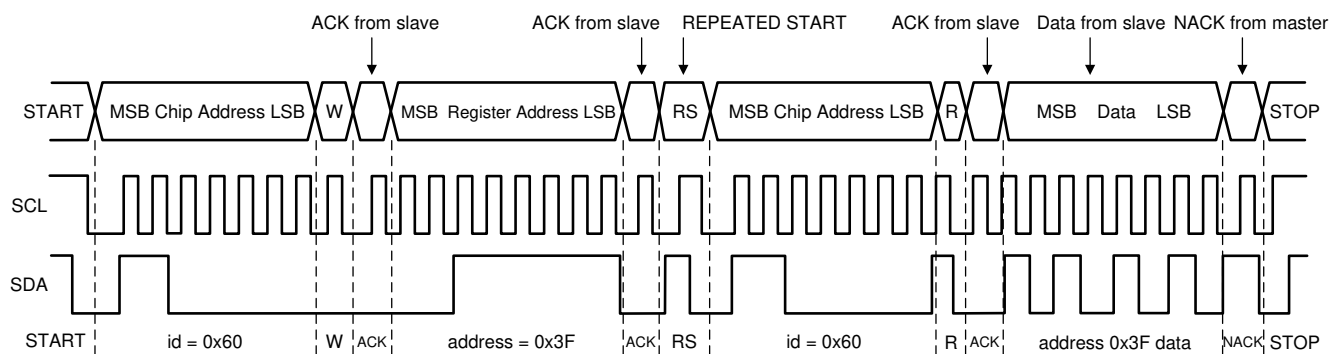 ACK from slave ACK from slave REPEATED START ACK from slave Data from slave NACK from master
START MSB Chip Address LSB W MSB Register Address LSB RS MSB Chip Address LSB R MSB Data LSB STOP
SCL
SDA
START id = 0x60 W ACK address = 0x3F ACK RS id = 0x60 R ACK address 0x3F data NACK STOP